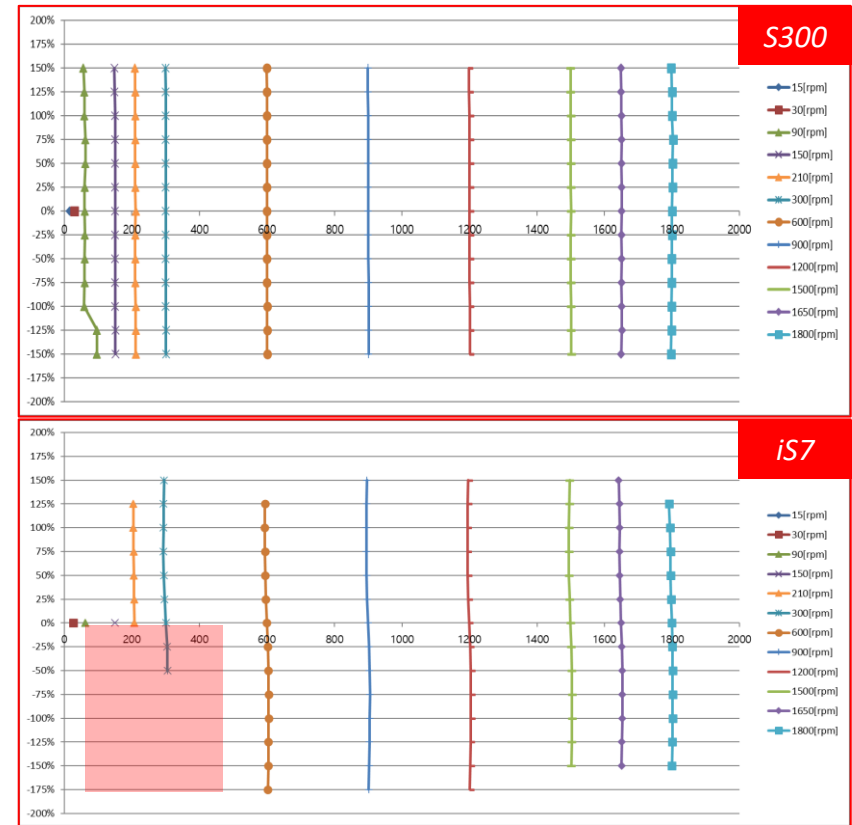 S300
200%
175%
150%
125%
100%
75%
50%
25%
0%
-25%
-50%
-75%
-100%
-125%
-150%
-175%
-200%
0 200 400 600 800 1000 1200 1400 1600 1800 2000
15[rpm]
30[rpm]
90[rpm]
150[rpm]
210[rpm]
300[rpm]
600[rpm]
900[rpm]
1200[rpm]
1500[rpm]
1650[rpm]
1800[rpm]
iS7
200%
175%
150%
125%
100%
75%
50%
25%
0%
-25%
-50%
-75%
-100%
-125%
-150%
-175%
-200%
0 200 400 600 800 1000 1200 1400 1600 1800 2000
15[rpm]
30[rpm]
90[rpm]
150[rpm]
210[rpm]
300[rpm]
600[rpm]
900[rpm]
1200[rpm]
1500[rpm]
1650[rpm]
1800[rpm]